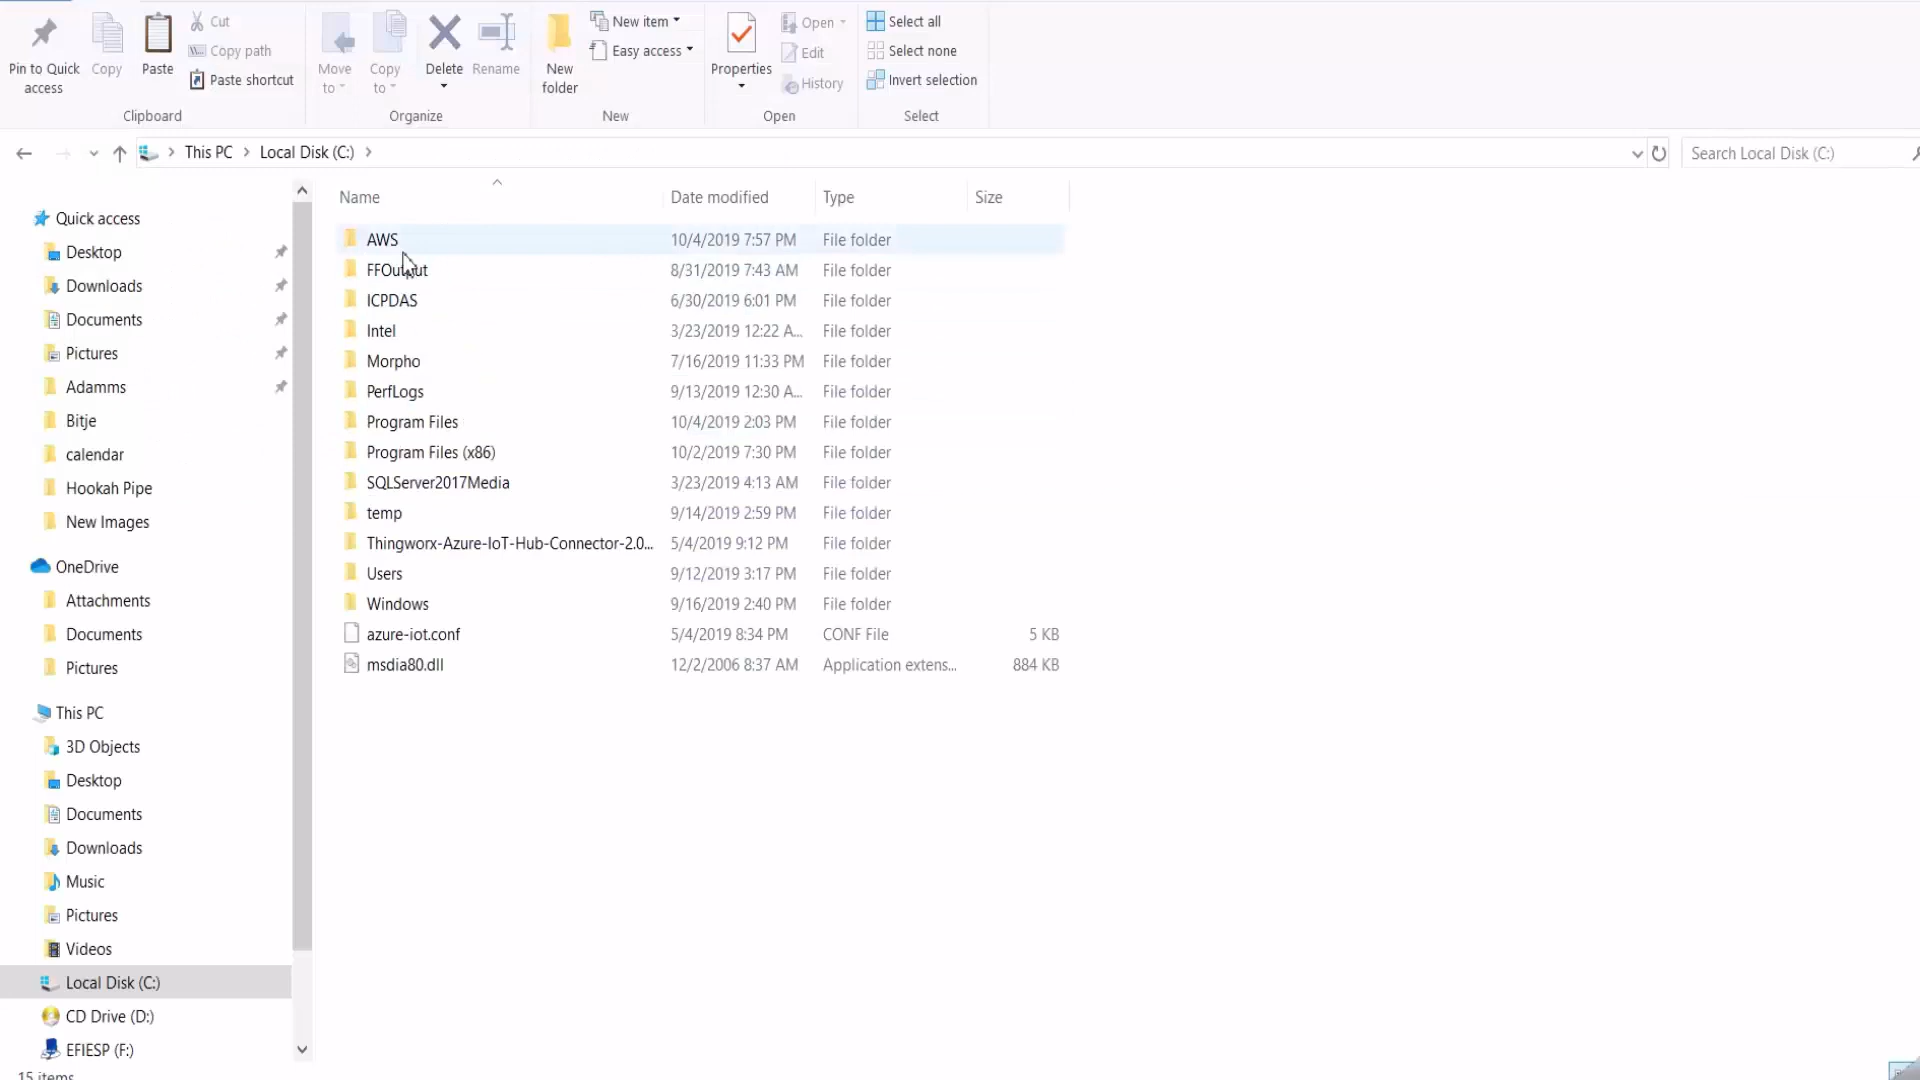 Pin to Quick access
Copy
Paste
Cut
Copy path
Paste shortcut
Clipboard
Move to
Copy to
Delete
Rename
Organize
New folder
New item
Easy access
New
Properties
Open
Edit
History
Open
Select all
Select none
Invert selection
Select
This PC
Local Disk (C:)
Search Local Disk (C:)
Quick access
Desktop
Downloads
Documents
Pictures
Adamms
Bitje
calendar
Hookah Pipe
New Images
OneDrive
Attachments
Documents
Pictures
This PC
3D Objects
Desktop
Documents
Downloads
Music
Pictures
Videos
Local Disk (C:)
CD Drive (D:)
EFIESP (F:)
Name Date modified Type Size
AWS 10/4/2019 7:57 PM File folder
FFOutput 8/31/2019 7:43 AM File folder
ICPDAS 6/30/2019 6:01 PM File folder
Intel 3/23/2019 12:22 A... File folder
Morpho 7/16/2019 11:33 PM File folder
PerfLogs 9/13/2019 12:30 A... File folder
Program Files 10/4/2019 2:03 PM File folder
Program Files (x86) 10/2/2019 7:30 PM File folder
SQLServer2017Media 3/23/2019 4:13 AM File folder
temp 9/14/2019 2:59 PM File folder
Thingworx-Azure-IoT-Hub-Connector-2.0... 5/4/2019 9:12 PM File folder
Users 9/12/2019 3:17 PM File folder
Windows 9/16/2019 2:40 PM File folder
azure-iot.conf 5/4/2019 8:34 PM CONF File 5 KB
msdia80.dll 12/2/2006 8:37 AM Application extens... 884 KB
15 items